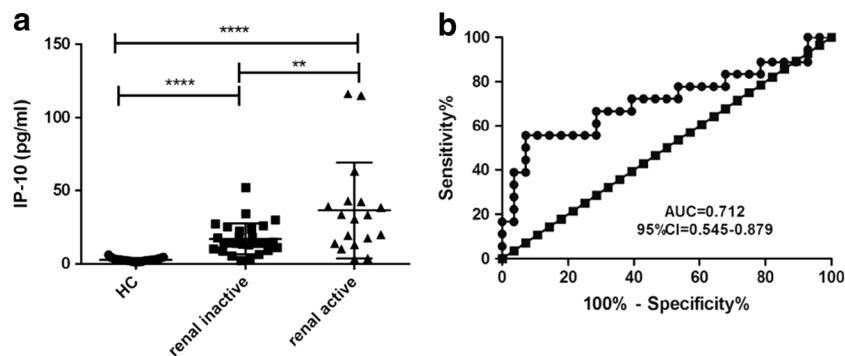 a
****
****
**
150
100
50
0
IP-10 (pg/ml)
HC
renal inactive
renal active
b
100
80
60
40
20
0
Sensitivity%
AUC=0.712
95%CI=0.545-0.879
0 20 40 60 80 100
100% - Specificity%